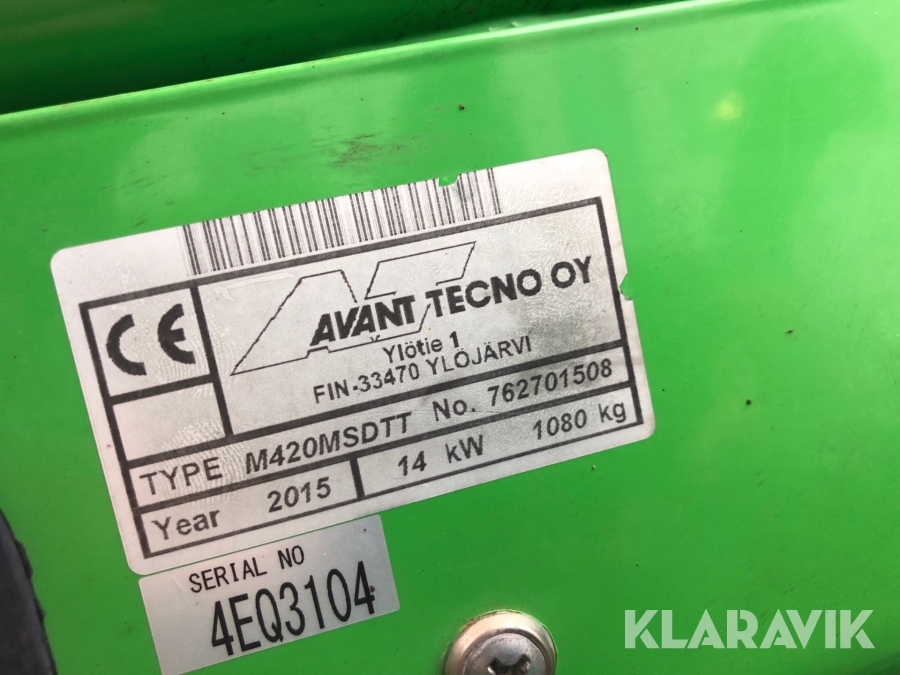 CE
AT
AVANT TECNO OY
Ylötie 1
FIN-33470 YLÖJÄRVI
TYPE M420MSDTT No. 762701508
Year 2015 14 kW 1080 kg
SERIAL NO
4EQ3104
KLARAVIK